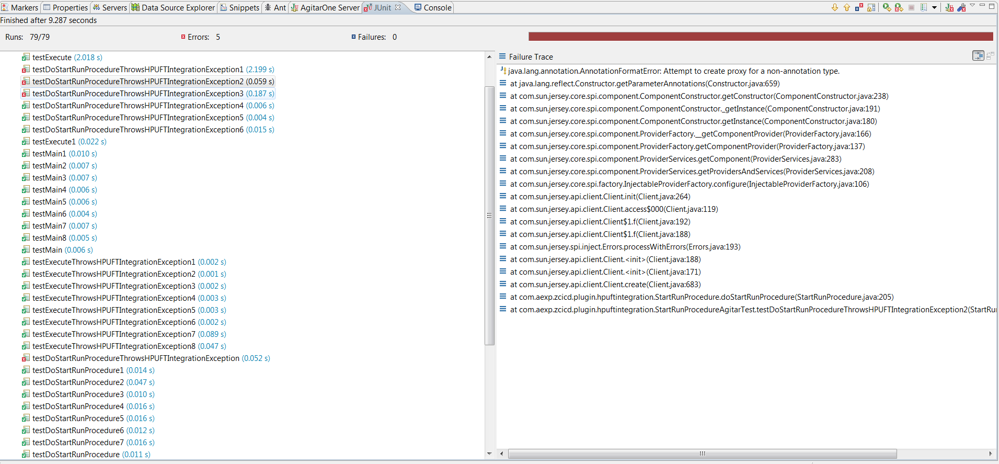 Markers Properties Servers Data Source Explorer Snippets Ant AgitarOne Server JUnit Console
Finished after 9.287 seconds
Runs: 79/79 Errors: 5 Failures: 0
testExecute (2.018 s)
testDoStartRunProcedureThrowsHPUFTIntegrationException1 (2.199 s)
testDoStartRunProcedureThrowsHPUFTIntegrationException2 (0.059 s)
testDoStartRunProcedureThrowsHPUFTIntegrationException3 (0.187 s)
testDoStartRunProcedureThrowsHPUFTIntegrationException4 (0.006 s)
testDoStartRunProcedureThrowsHPUFTIntegrationException5 (0.004 s)
testDoStartRunProcedureThrowsHPUFTIntegrationException6 (0.015 s)
testExecute1 (0.022 s)
testMain1 (0.010 s)
testMain2 (0.007 s)
testMain3 (0.007 s)
testMain4 (0.006 s)
testMain5 (0.006 s)
testMain6 (0.004 s)
testMain7 (0.007 s)
testMain8 (0.005 s)
testMain (0.006 s)
testExecuteThrowsHPUFTIntegrationException1 (0.002 s)
testExecuteThrowsHPUFTIntegrationException2 (0.001 s)
testExecuteThrowsHPUFTIntegrationException3 (0.002 s)
testExecuteThrowsHPUFTIntegrationException4 (0.003 s)
testExecuteThrowsHPUFTIntegrationException5 (0.003 s)
testExecuteThrowsHPUFTIntegrationException6 (0.002 s)
testExecuteThrowsHPUFTIntegrationException7 (0.089 s)
testExecuteThrowsHPUFTIntegrationException8 (0.047 s)
testDoStartRunProcedureThrowsHPUFTIntegrationException (0.052 s)
testDoStartRunProcedure1 (0.014 s)
testDoStartRunProcedure2 (0.047 s)
testDoStartRunProcedure3 (0.010 s)
testDoStartRunProcedure4 (0.016 s)
testDoStartRunProcedure5 (0.016 s)
testDoStartRunProcedure6 (0.012 s)
testDoStartRunProcedure7 (0.016 s)
testDoStartRunProcedure (0.011 s)
Failure Trace
java.lang.annotation.AnnotationFormatError: Attempt to create proxy for a non-annotation type.
at java.lang.reflect.Constructor.getParameterAnnotations(Constructor.java:659)
at com.sun.jersey.core.spi.component.ComponentConstructor.getConstructor(ComponentConstructor.java:238)
at com.sun.jersey.core.spi.component.ComponentConstructor._getInstance(ComponentConstructor.java:191)
at com.sun.jersey.core.spi.component.ComponentConstructor.getInstance(ComponentConstructor.java:180)
at com.sun.jersey.core.spi.component.ProviderFactory.__getComponentProvider(ProviderFactory.java:166)
at com.sun.jersey.core.spi.component.ProviderFactory.getComponentProvider(ProviderFactory.java:137)
at com.sun.jersey.core.spi.component.ProviderServices.getComponent(ProviderServices.java:283)
at com.sun.jersey.core.spi.component.ProviderServices.getProvidersAndServices(ProviderServices.java:208)
at com.sun.jersey.core.spi.factory.InjectableProviderFactory.configure(InjectableProviderFactory.java:106)
at com.sun.jersey.api.client.Client.init(Client.java:264)
at com.sun.jersey.api.client.Client.access$000(Client.java:119)
at com.sun.jersey.api.client.Client$1.f(Client.java:192)
at com.sun.jersey.api.client.Client$1.f(Client.java:188)
at com.sun.jersey.spi.inject.Errors.processWithErrors(Errors.java:193)
at com.sun.jersey.api.client.Client.<init>(Client.java:188)
at com.sun.jersey.api.client.Client.<init>(Client.java:171)
at com.sun.jersey.api.client.Client.create(Client.java:683)
at com.aexp.zcicd.plugin.hpuftintegration.StartRunProcedure.doStartRunProcedure(StartRunProcedure.java:205)
at com.aexp.zcicd.plugin.hpuftintegration.StartRunProcedureAgitarTest.testDoStartRunProcedureThrowsHPUFTIntegrationException2(StartRu